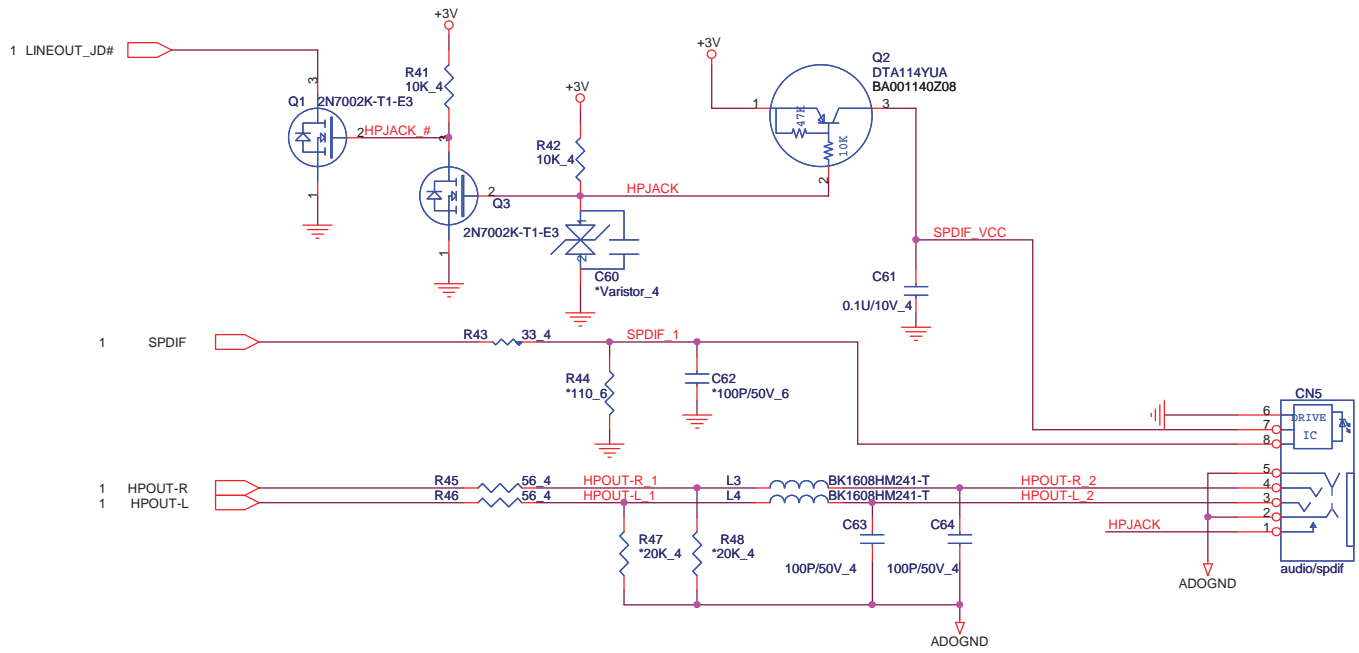 +3V
1 LINEOUT_JD#
3
Q1 2N7002K-T1-E3
2
HPJACK_#
1
R41
10K_4
3
2
Q3
2N7002K-T1-E3
1
+3V
R42
10K_4
HPJACK
1
2
C60
*Varistor_4
+3V
Q2
DTA114YUA
BA001140Z08
1
3
47K
10K
2
SPDIF_VCC
C61
0.1U/10V_4
1 SPDIF
R43 33_4
SPDIF_1
R44
*110_6
C62
*100P/50V_6
CN5
6
7
8
DRIVE
IC
5
4
3
2
1
audio/spdif
1 HPOUT-R
1 HPOUT-L
R45 56_4
R46 56_4
HPOUT-R_1
HPOUT-L_1
L3 BK1608HM241-T
L4 BK1608HM241-T
HPOUT-R_2
HPOUT-L_2
R47
*20K_4
R48
*20K_4
C63
100P/50V_4
C64
100P/50V_4
HPJACK
ADOGND
ADOGND